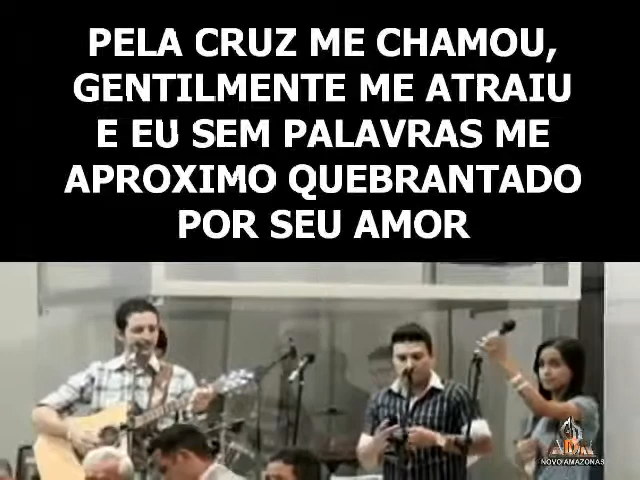 PELA CRUZ ME CHAMOU,
GENTILMENTE ME ATRAIU
E EU SEM PALAVRAS ME
APROXIMO QUEBRANTADO
POR SEU AMOR
NOVO AMAZONAS